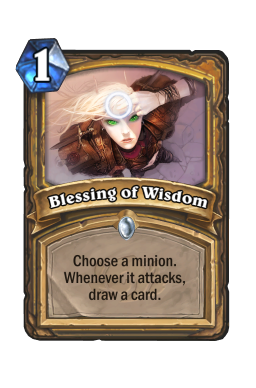 1
Blessing of Wisdom
Choose a minion.
Whenever it attacks,
draw a card.